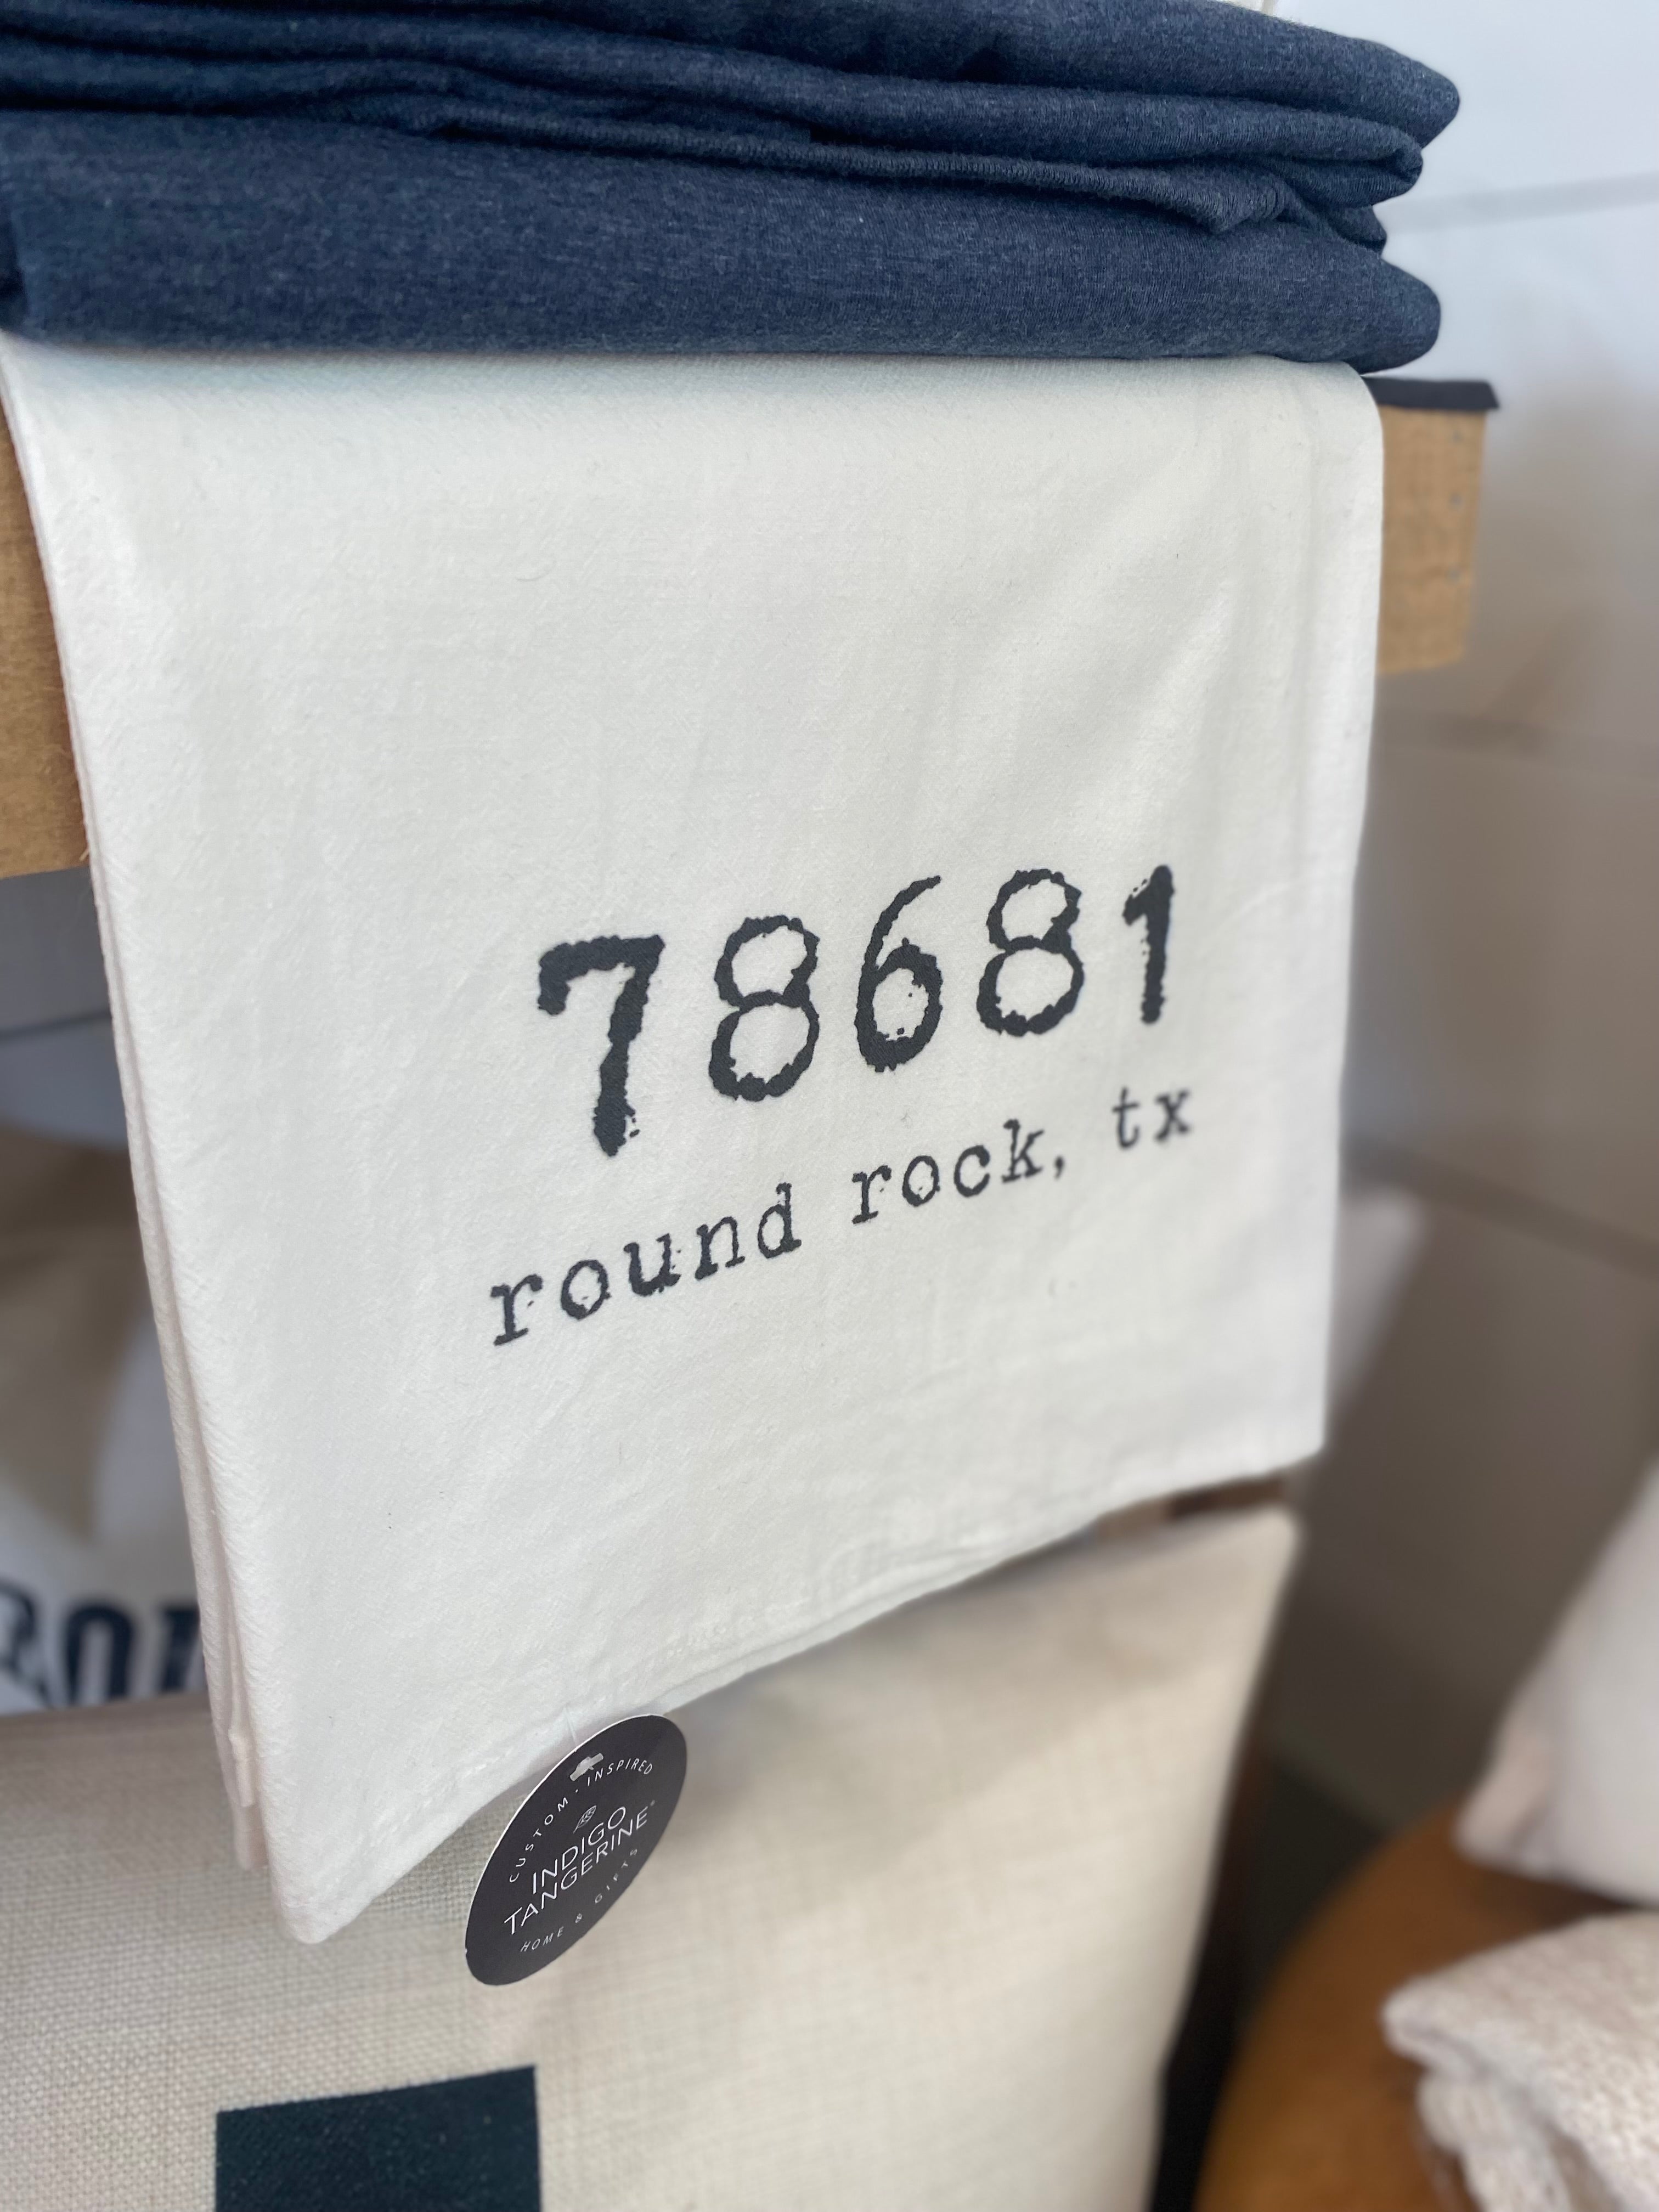 78681
round rock, tx
CUSTOM · INSPIRED
INDIGO
TANGERINE®
HOME & GIFTS